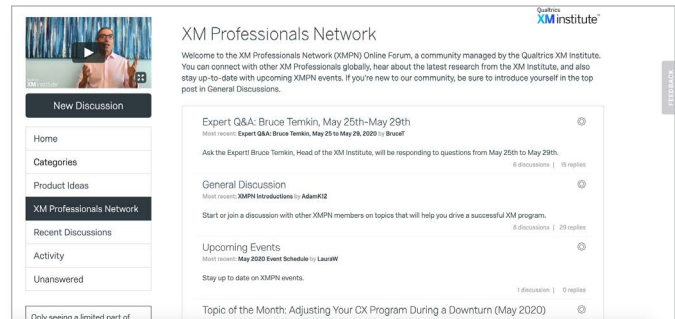 Qualtrics
XM institute™
XM INSTITUTE
New Discussion
Home
Categories
Product Ideas
XM Professionals Network
Recent Discussions
Activity
Unanswered
Only seeing a limited part of
XM Professionals Network
Welcome to the XM Professionals Network (XMPN) Online Forum, a community managed by the Qualtrics XM Institute.
You can connect with other XM Professionals globally, hear about the latest research from the XM Institute, and also
stay up-to-date with upcoming XMPN events. If you're new to our community, be sure to introduce yourself in the top
post in General Discussions.
Expert Q&A: Bruce Temkin, May 25th-May 29th
Most recent: Expert Q&A: Bruce Temkin, May 25 to May 29, 2020 by BruceT
Ask the Expert! Bruce Temkin, Head of the XM Institute, will be responding to questions from May 25th to May 29th.
6 discussions | 15 replies
General Discussion
Most recent: XMPN Introductions by AdamK12
Start or join a discussion with other XMPN members on topics that will help you drive a successful XM program.
6 discussions | 29 replies
Upcoming Events
Most recent: May 2020 Event Schedule by LauraW
Stay up to date on XMPN events.
1 discussion | 0 replies
Topic of the Month: Adjusting Your CX Program During a Downturn (May 2020)
FEEDBACK